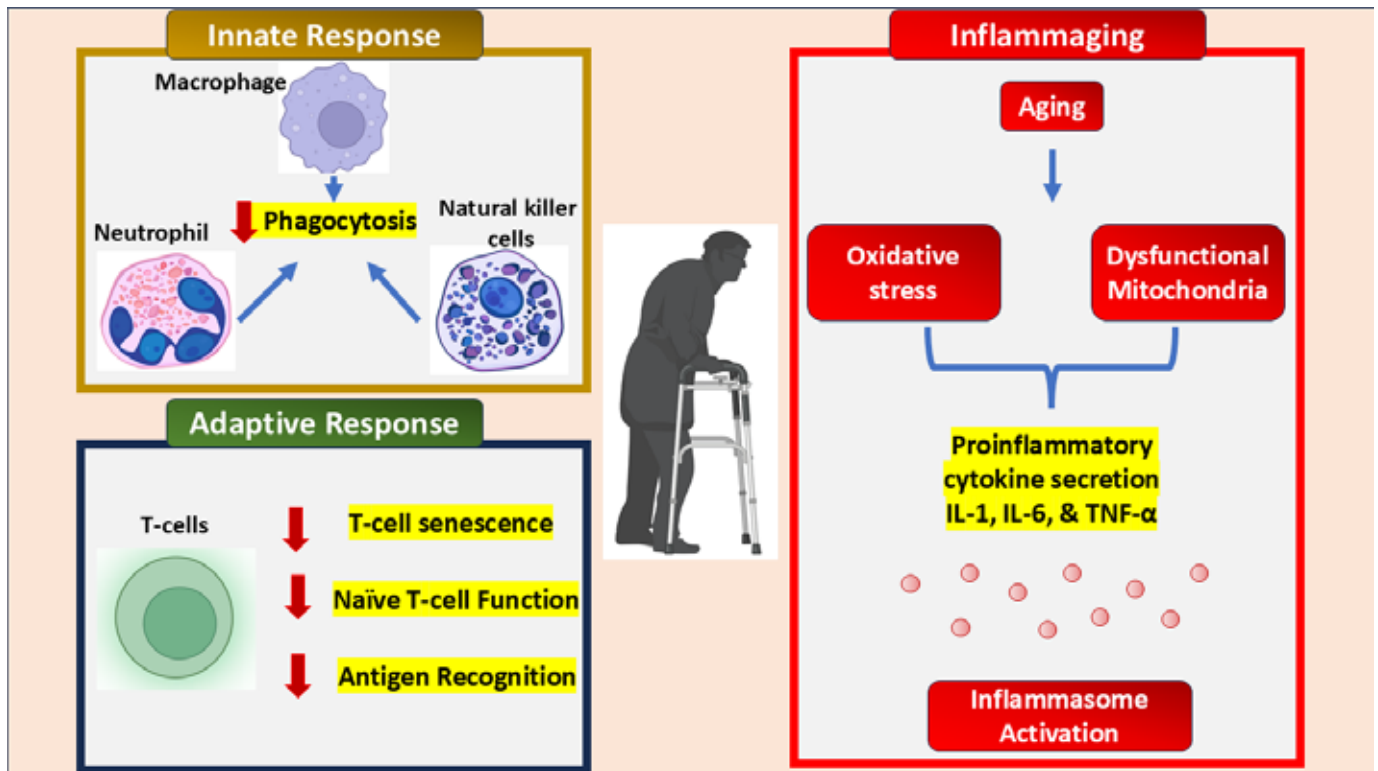 Innate Response
Macrophage
Phagocytosis
Neutrophil
Natural killer
cells
Adaptive Response
T-cells
T-cell senescence
Naïve T-cell Function
Antigen Recognition
Inflammaging
Aging
Oxidative
stress
Dysfunctional
Mitochondria
Proinflammatory
cytokine secretion
IL-1, IL-6, & TNF-α
Inflammasome
Activation